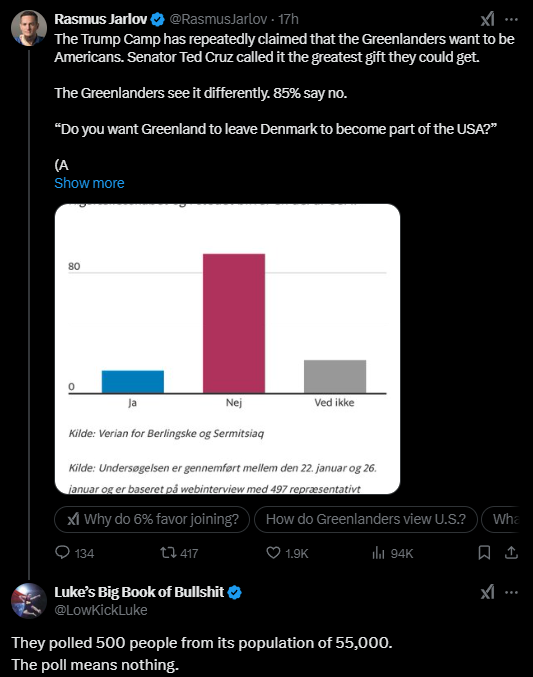 Rasmus Jarlov @RasmusJarlov · 17h
The Trump Camp has repeatedly claimed that the Greenlanders want to be
Americans. Senator Ted Cruz called it the greatest gift they could get.
The Greenlanders see it differently. 85% say no.
“Do you want Greenland to leave Denmark to become part of the USA?”
(A
Show more
80
0
Ja
Nej
Ved ikke
Kilde: Verian for Berlingske og Sermitsiaq
Kilde: Undersøgelsen er gennemført mellem den 22. januar og 26.
januar og er baseret på webinterview med 497 repræsentativt
Why do 6% favor joining?
How do Greenlanders view U.S.?
Wha
134
417
1.9K
94K
Luke’s Big Book of Bullshit
@LowKickLuke
They polled 500 people from its population of 55,000.
The poll means nothing.